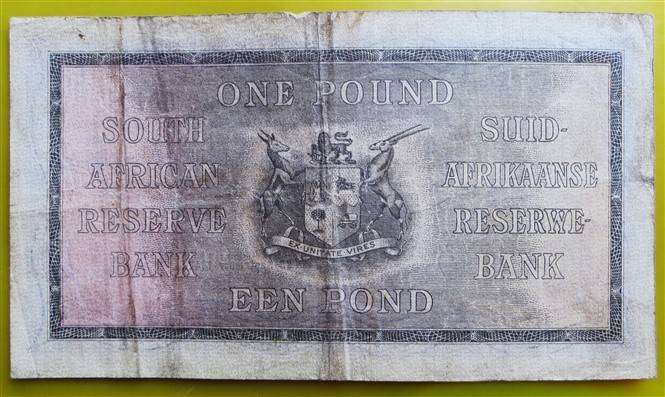 ONE POUND
SOUTH
AFRICAN
RESERVE
BANK
SUID-
AFRIKAANSE
RESERWE-
BANK
EX UNITATE VIRES
EEN POND